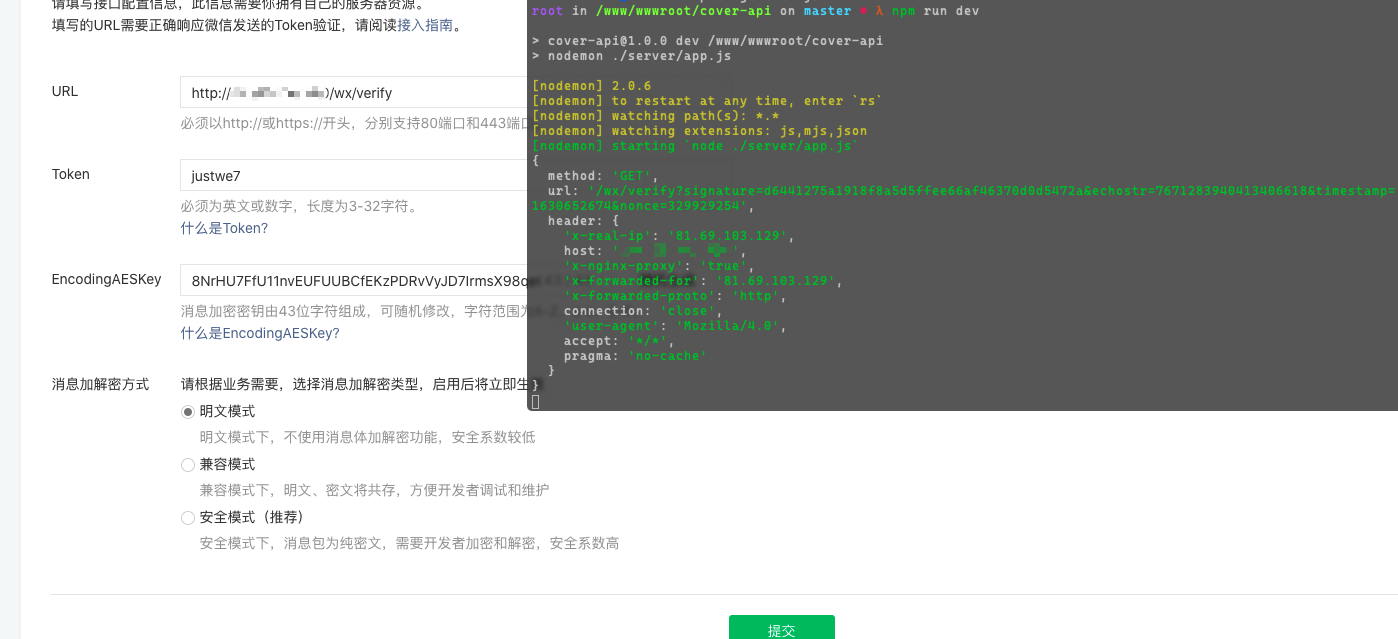 请填写接口配置信息，此信息需要你拥有自己的服务器资源。
填写的URL需要正确响应微信发送的Token验证，请阅读接入指南。
URL
http:// )/wx/verify
必须以http://或https://开头，分别支持80端口和443端口
Token
justwe7
必须为英文或数字，长度为3-32字符。
什么是Token?
EncodingAESKey
8NrHU7FfU11nvEUFUUBCfEKzPDRvVyJD7IrmsX98q
消息加密密钥由43位字符组成，可随机修改，字符范围为
什么是EncodingAESKey?
消息加解密方式
请根据业务需要，选择消息加解密类型，启用后将立即生
明文模式
明文模式下，不使用消息体加解密功能，安全系数较低
兼容模式
兼容模式下，明文、密文将共存，方便开发者调试和维护
安全模式（推荐）
安全模式下，消息包为纯密文，需要开发者加密和解密，安全系数高
提交
root in /www/wwwroot/cover-api on master * λ npm run dev
> cover-api@1.0.0 dev /www/wwwroot/cover-api
> nodemon ./server/app.js
[nodemon] 2.0.6
[nodemon] to restart at any time, enter `rs`
[nodemon] watching path(s): *.*
[nodemon] watching extensions: js,mjs,json
[nodemon] starting `node ./server/app.js`
{
method: 'GET',
url: '/wx/verify?signature=d6441275a1918f8a5d5ffee66af46370d0d5472a&echostr=7671283940413406618&timestamp=
1630652674&nonce=329929254',
header: {
'x-real-ip': '81.69.103.129',
host: ' ',
'x-nginx-proxy': 'true',
'x-forwarded-for': '81.69.103.129',
'x-forwarded-proto': 'http',
connection: 'close',
'user-agent': 'Mozilla/4.0',
accept: '*/*',
pragma: 'no-cache'
}
}